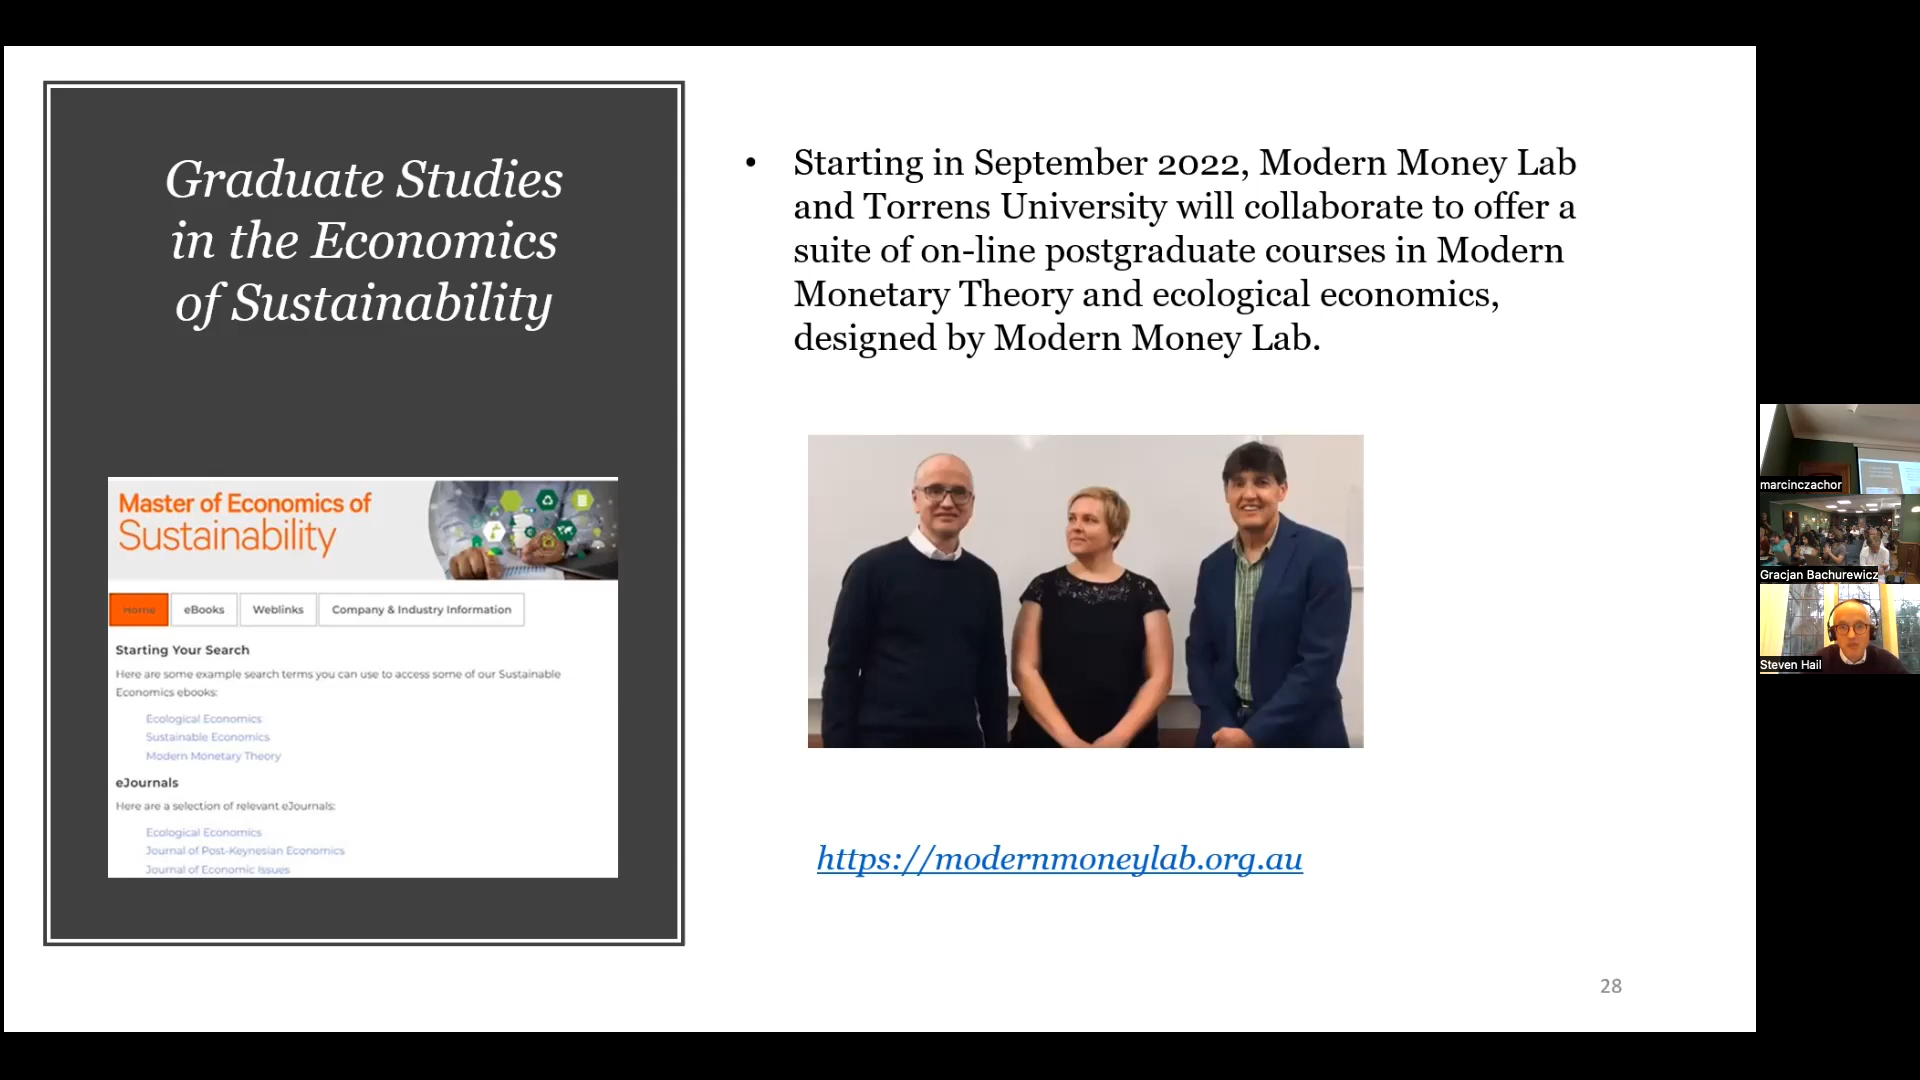 Graduate Studies
in the Economics
of Sustainability
Master of Economics of
Sustainability
Home eBooks Weblinks Company & Industry Information
Starting Your Search
Here are some example search terms you can use to access some of our Sustainable
Economics ebooks:
Ecological Economics
Sustainable Economics
Modern Monetary Theory
eJournals
Here are a selection of relevant eJournals:
Ecological Economics
Journal of Post-Keynesian Economics
Journal of Economic Issues
• Starting in September 2022, Modern Money Lab
and Torrens University will collaborate to offer a
suite of on-line postgraduate courses in Modern
Monetary Theory and ecological economics,
designed by Modern Money Lab.
https://modernmoneylab.org.au
28
marcinczachor
Gracjan Bachurewicz
Steven Hail